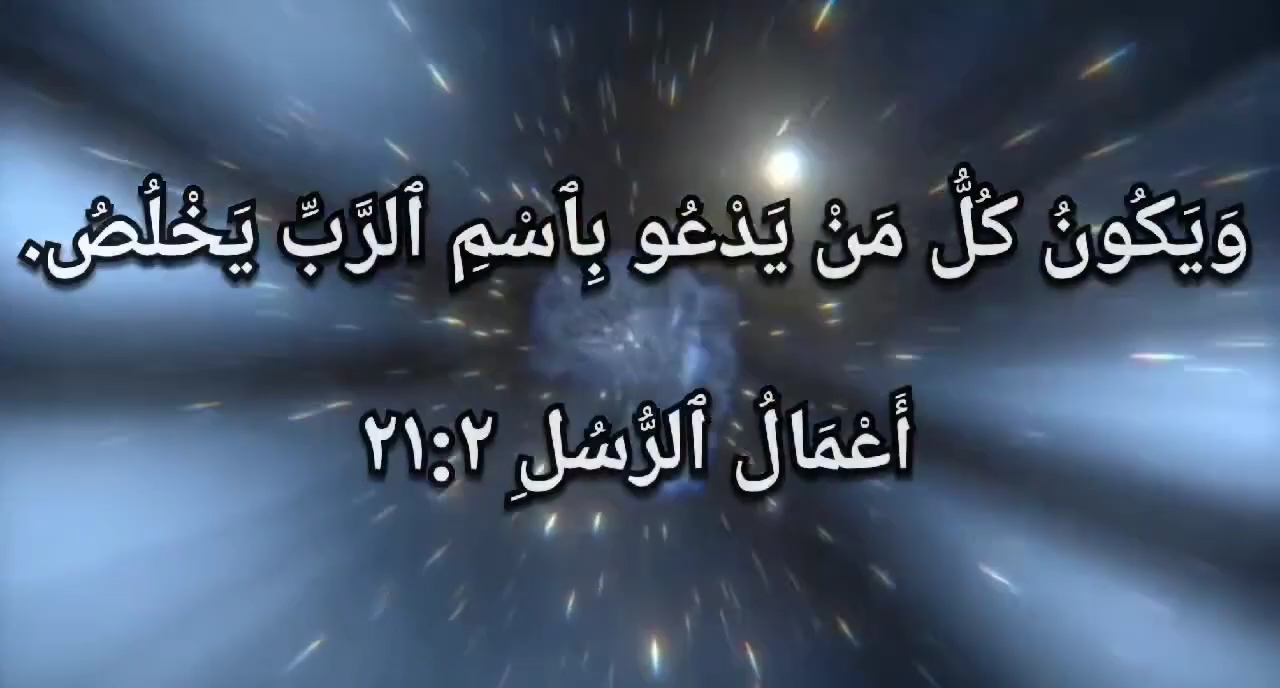 وَيَكُونُ كُلُّ مَنْ يَدْعُو بِٱسْمِ ٱلرَّبِّ يَخْلُصُ.
أَعْمَالُ ٱلرُّسُلِ ٢:‏٢١